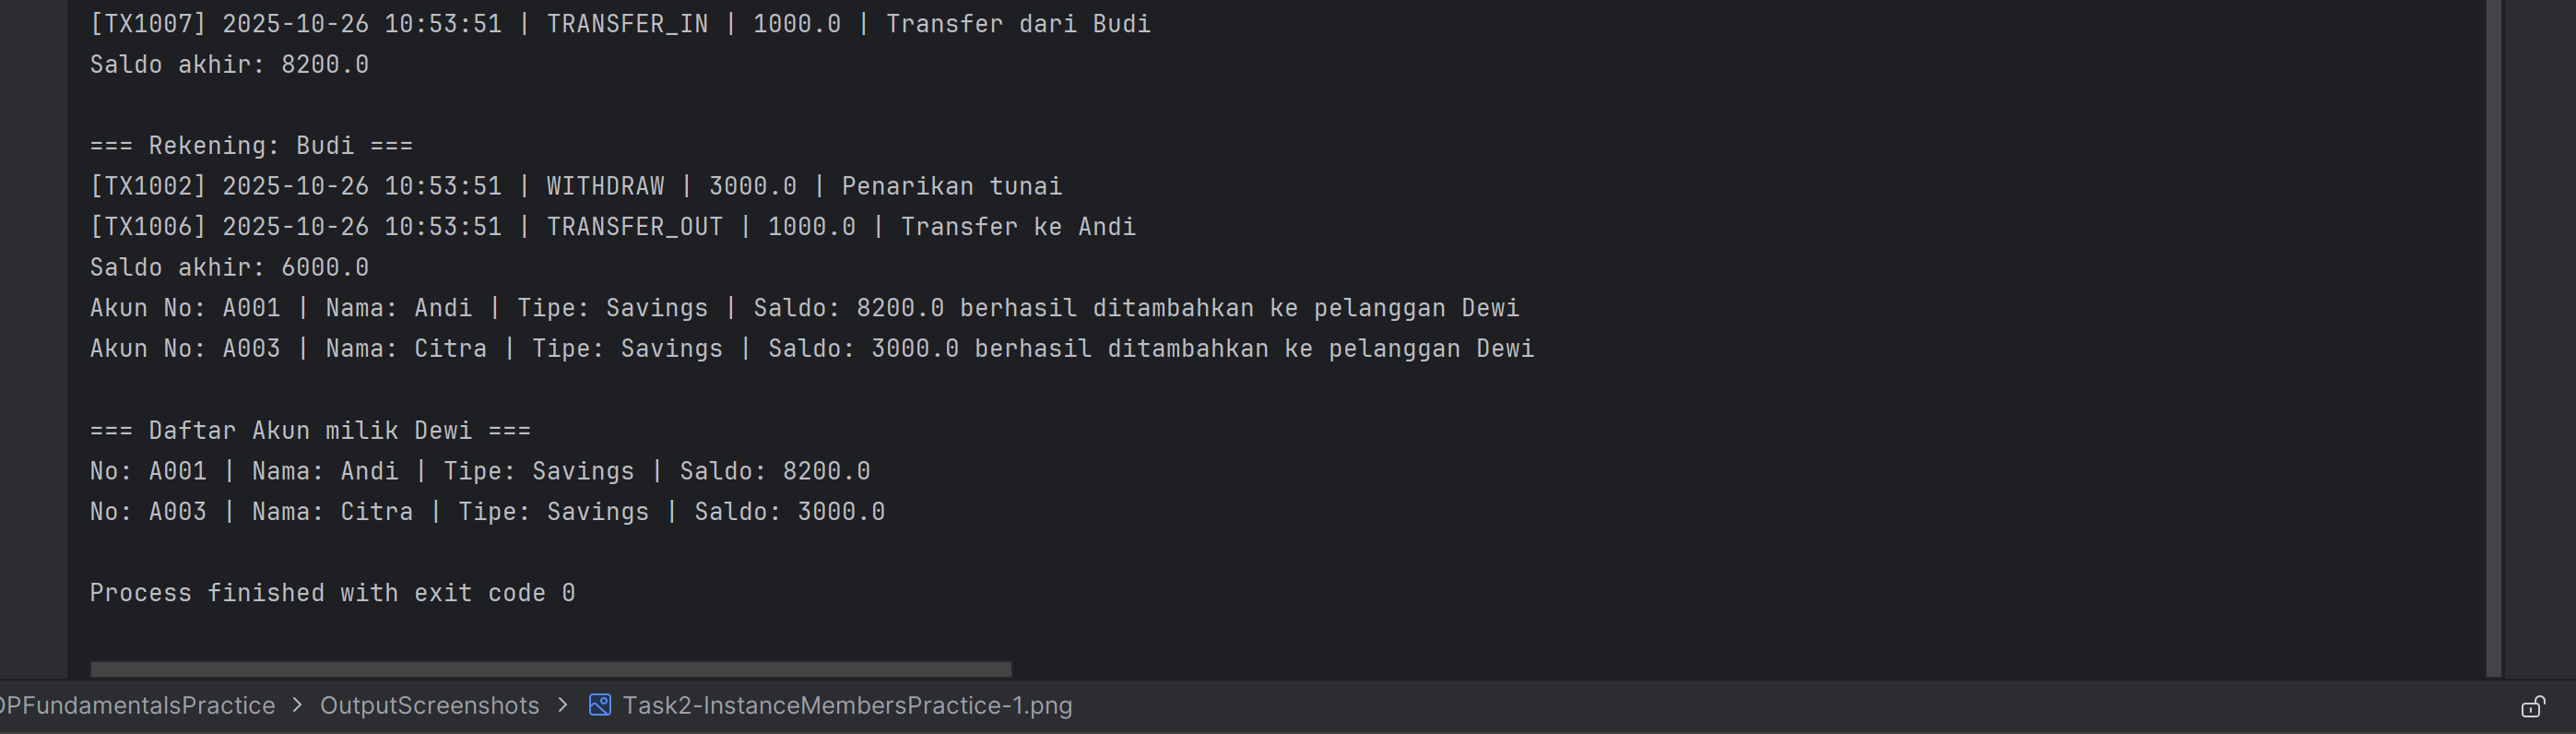 [TX1007] 2025-10-26 10:53:51 | TRANSFER_IN | 1000.0 | Transfer dari Budi
Saldo akhir: 8200.0
=== Rekening: Budi ===
[TX1002] 2025-10-26 10:53:51 | WITHDRAW | 3000.0 | Penarikan tunai
[TX1006] 2025-10-26 10:53:51 | TRANSFER_OUT | 1000.0 | Transfer ke Andi
Saldo akhir: 6000.0
Akun No: A001 | Nama: Andi | Tipe: Savings | Saldo: 8200.0 berhasil ditambahkan ke pelanggan Dewi
Akun No: A003 | Nama: Citra | Tipe: Savings | Saldo: 3000.0 berhasil ditambahkan ke pelanggan Dewi
=== Daftar Akun milik Dewi ===
No: A001 | Nama: Andi | Tipe: Savings | Saldo: 8200.0
No: A003 | Nama: Citra | Tipe: Savings | Saldo: 3000.0
Process finished with exit code 0
OPFundamentalsPractice > OutputScreenshots > Task2-InstanceMembersPractice-1.png